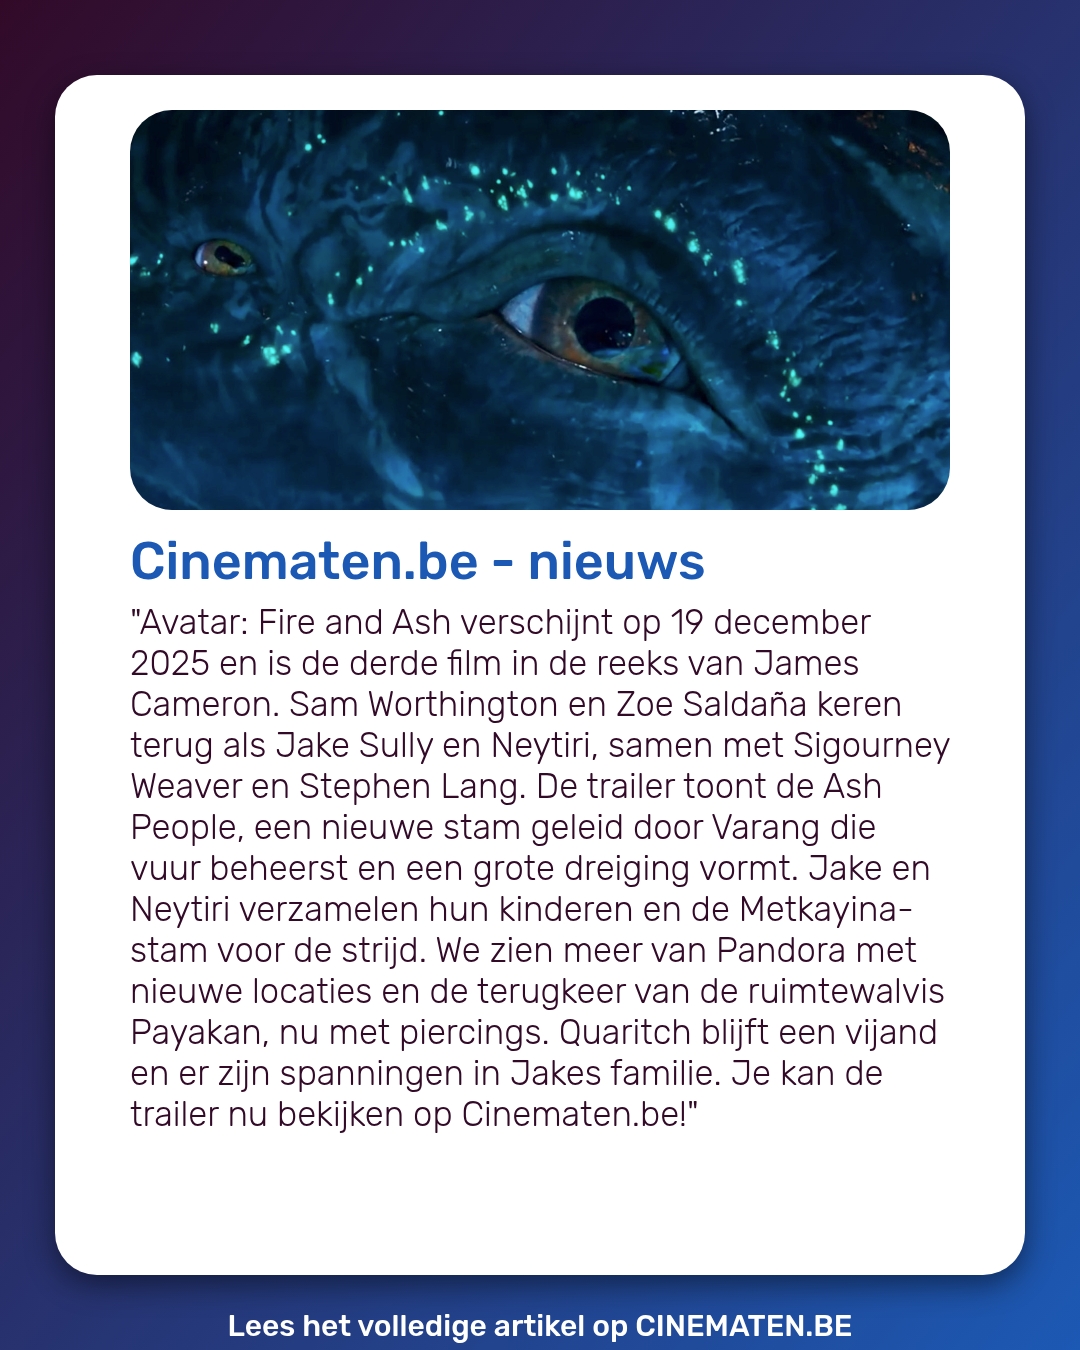 Cinematen.be - nieuws
"Avatar: Fire and Ash verschijnt op 19 december
2025 en is de derde film in de reeks van James
Cameron. Sam Worthington en Zoe Saldaña keren
terug als Jake Sully en Neytiri, samen met Sigourney
Weaver en Stephen Lang. De trailer toont de Ash
People, een nieuwe stam geleid door Varang die
vuur beheerst en een grote dreiging vormt. Jake en
Neytiri verzamelen hun kinderen en de Metkayina-
stam voor de strijd. We zien meer van Pandora met
nieuwe locaties en de terugkeer van de ruimtewalvis
Payakan, nu met piercings. Quaritch blijft een vijand
en er zijn spanningen in Jakes familie. Je kan de
trailer nu bekijken op Cinematen.be!"
Lees het volledige artikel op CINEMATEN.BE